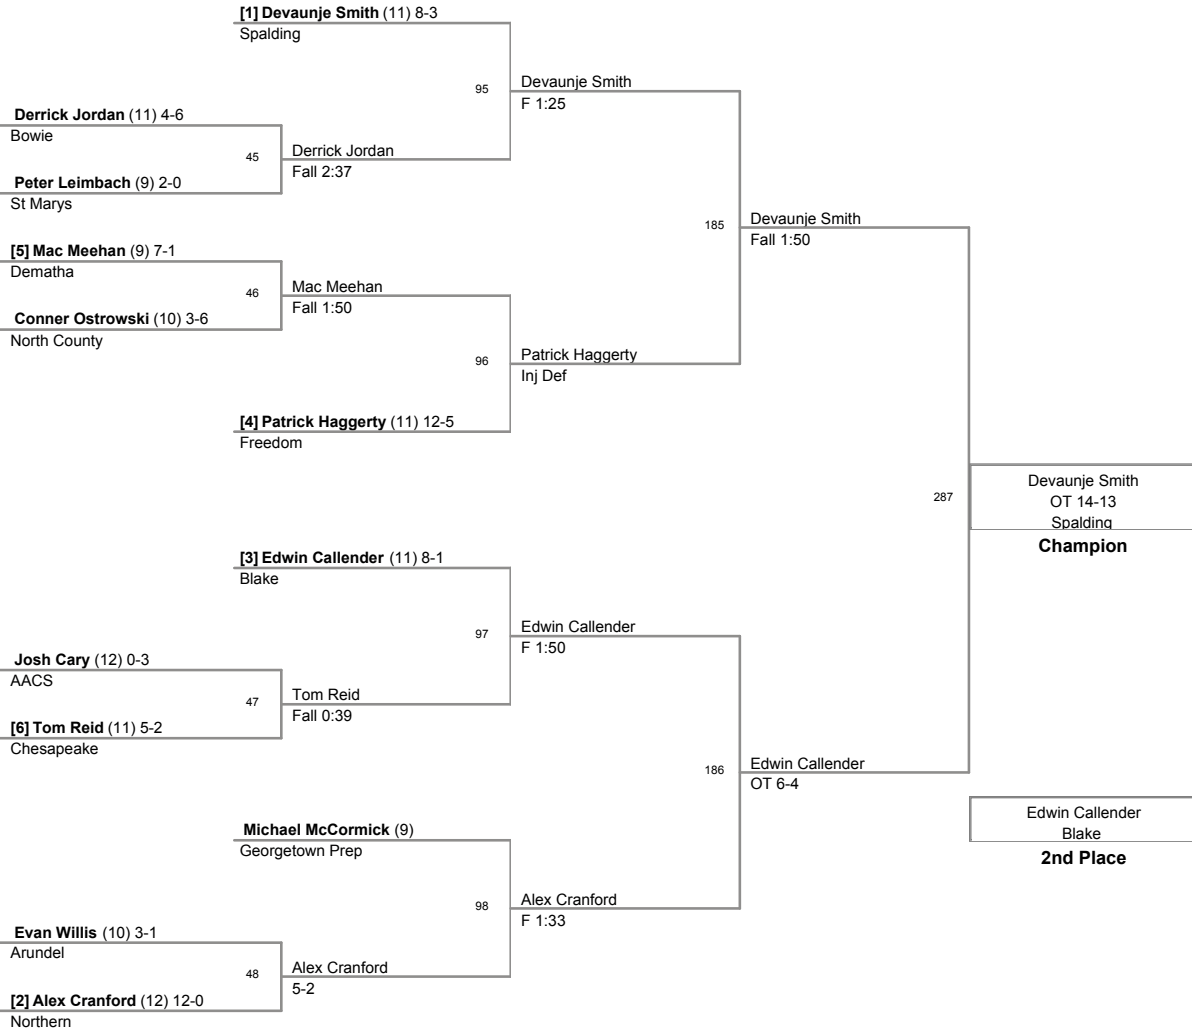 [1] Devaunje Smith (11) 8-3
Spalding
95
Devaunje Smith
F 1:25
Derrick Jordan (11) 4-6
Bowie
45
Derrick Jordan
Fall 2:37
Peter Leimbach (9) 2-0
St Marys
185
Devaunje Smith
Fall 1:50
[5] Mac Meehan (9) 7-1
Dematha
46
Mac Meehan
Fall 1:50
Conner Ostrowski (10) 3-6
North County
96
Patrick Haggerty
Inj Def
[4] Patrick Haggerty (11) 12-5
Freedom
287
Devaunje Smith
OT 14-13
Spalding
Champion
[3] Edwin Callender (11) 8-1
Blake
97
Edwin Callender
F 1:50
Josh Cary (12) 0-3
AACS
47
Tom Reid
Fall 0:39
[6] Tom Reid (11) 5-2
Chesapeake
186
Edwin Callender
OT 6-4
Edwin Callender
Blake
2nd Place
Michael McCormick (9)
Georgetown Prep
98
Alex Cranford
F 1:33
Evan Willis (10) 3-1
Arundel
48
Alex Cranford
5-2
[2] Alex Cranford (12) 12-0
Northern